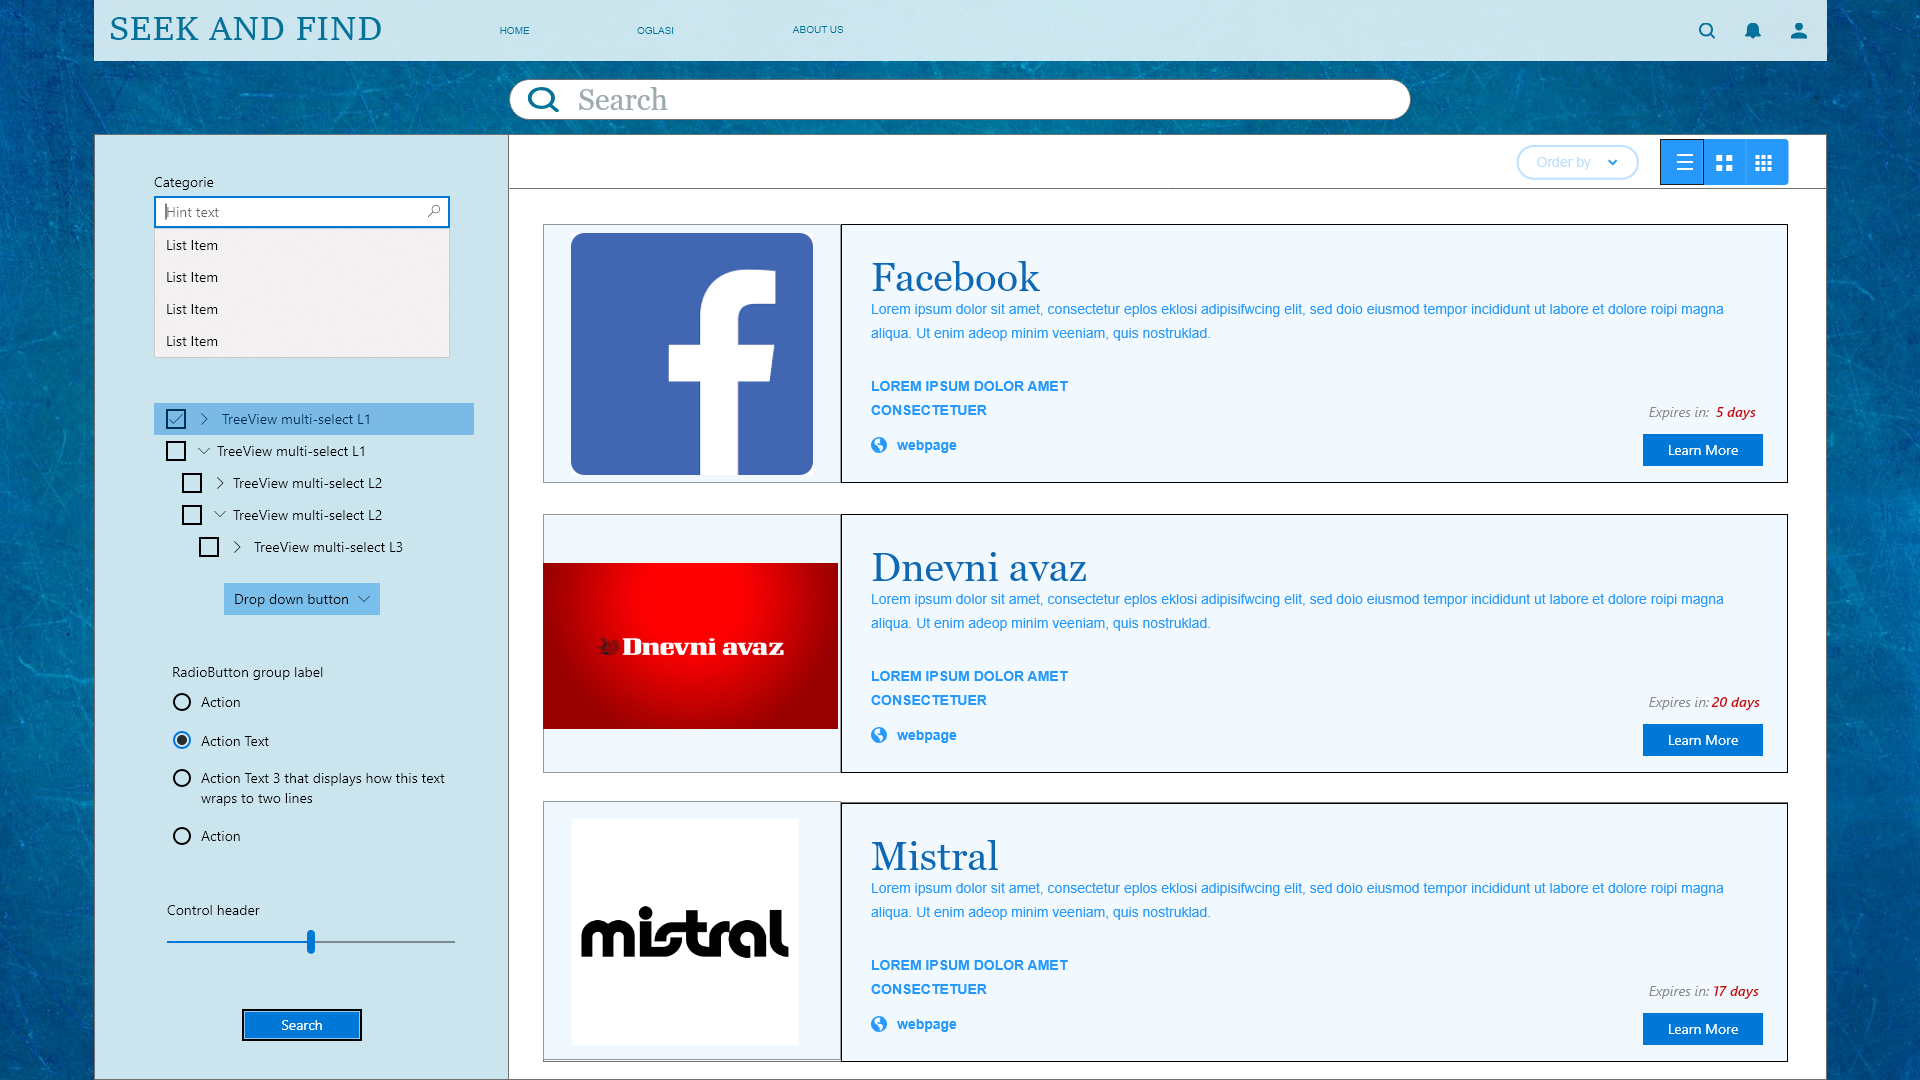 SEEK AND FIND
HOME
OGLASI
ABOUT US
Search
Order by
Categorie
Hint text
List Item
List Item
List Item
List Item
TreeView multi-select L1
TreeView multi-select L1
TreeView multi-select L2
TreeView multi-select L2
TreeView multi-select L3
Drop down button
RadioButton group label
Action
Action Text
Action Text 3 that displays how this text
wraps to two lines
Action
Control header
Search
Facebook
Lorem ipsum dolor sit amet, consectetur eplos eklosi adipisifwcing elit, sed doio eiusmod tempor incididunt ut labore et dolore roipi magna
aliqua. Ut enim adeop minim veeniam, quis nostruklad.
LOREM IPSUM DOLOR AMET
CONSECTETUER
webpage
Expires in: 5 days
Learn More
Dnevni avaz
Dnevni avaz
Lorem ipsum dolor sit amet, consectetur eplos eklosi adipisifwcing elit, sed doio eiusmod tempor incididunt ut labore et dolore roipi magna
aliqua. Ut enim adeop minim veeniam, quis nostruklad.
LOREM IPSUM DOLOR AMET
CONSECTETUER
webpage
Expires in: 20 days
Learn More
mistral
Mistral
Lorem ipsum dolor sit amet, consectetur eplos eklosi adipisifwcing elit, sed doio eiusmod tempor incididunt ut labore et dolore roipi magna
aliqua. Ut enim adeop minim veeniam, quis nostruklad.
LOREM IPSUM DOLOR AMET
CONSECTETUER
webpage
Expires in: 17 days
Learn More